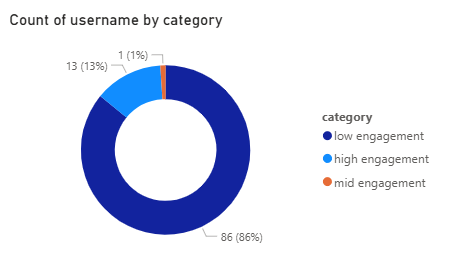 Count of username by category
1 (1%)
13 (13%)
86 (86%)
category
low engagement
high engagement
mid engagement